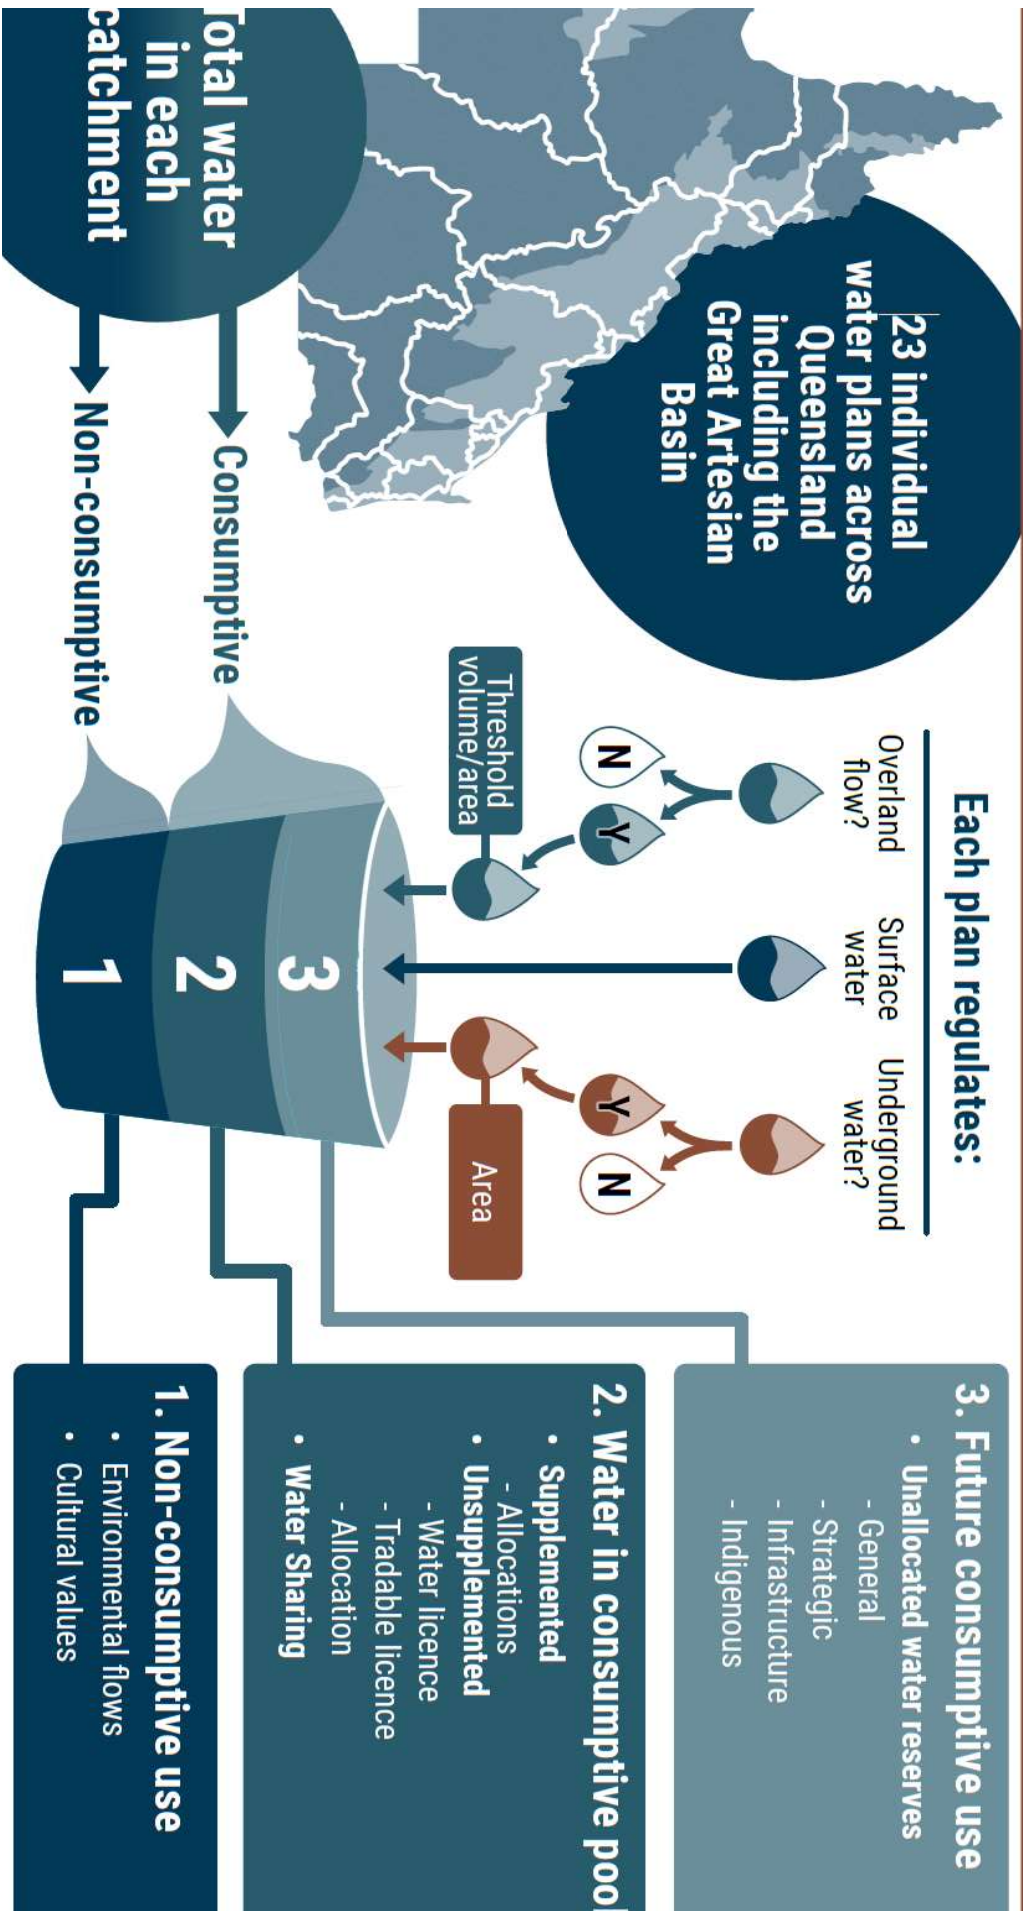 23 individual
water plans across
Queensland
including the
Great Artesian
Basin
Total water
in each
catchment
Consumptive
Non-consumptive
Each plan regulates:
Overland
flow?
Surface
water
Underground
water?
N
Y
Y
N
Threshold
volume/area
Area
3
2
1
3. Future consumptive use
• Unallocated water reserves
- General
- Strategic
- Infrastructure
- Indigenous
2. Water in consumptive pool
• Supplemented
- Allocations
• Unsupplemented
- Water licence
- Tradable licence
- Allocation
• Water Sharing
1. Non-consumptive use
• Environmental flows
• Cultural values